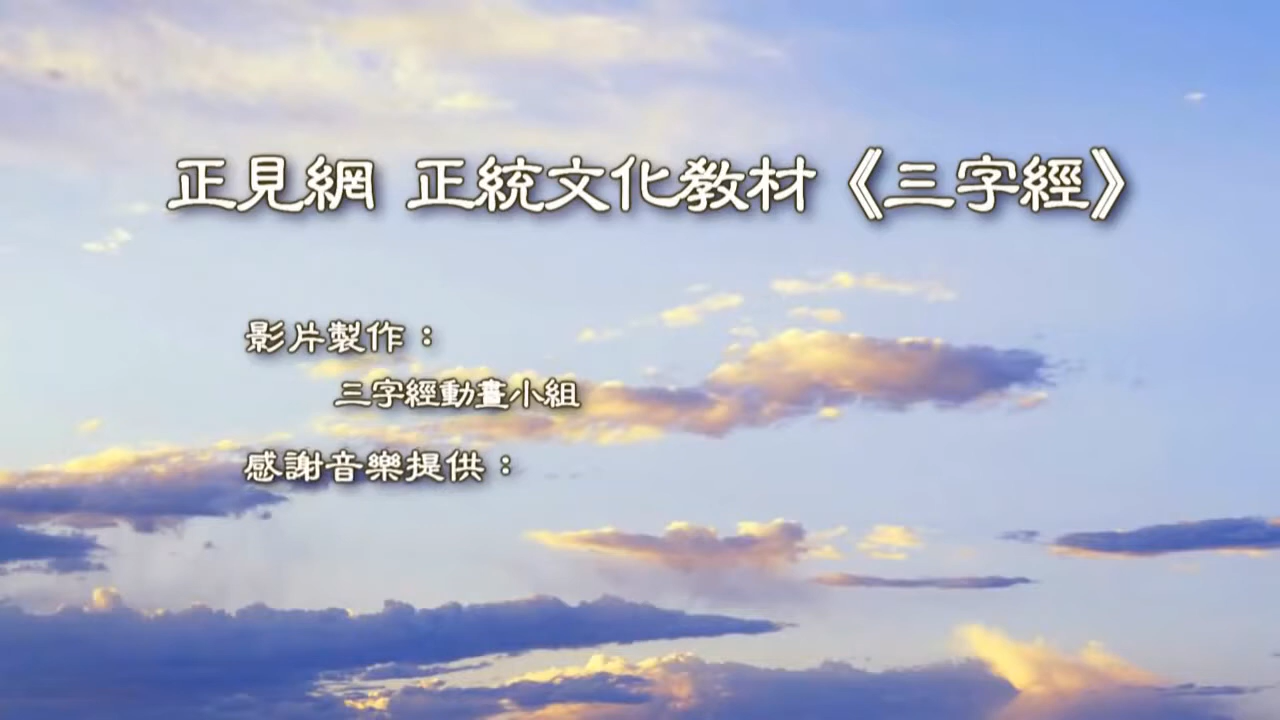 正見網 正統文化教材《三字經》
影片製作：
三字經動畫小組
感謝音樂提供：